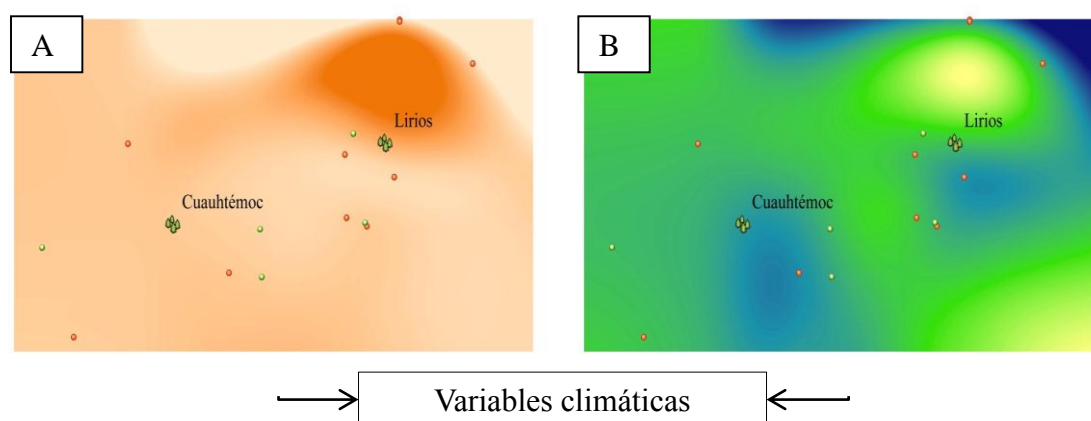 A
Lirios
Cuauhtémoc
B
Lirios
Cuauhtémoc
Variables climáticas